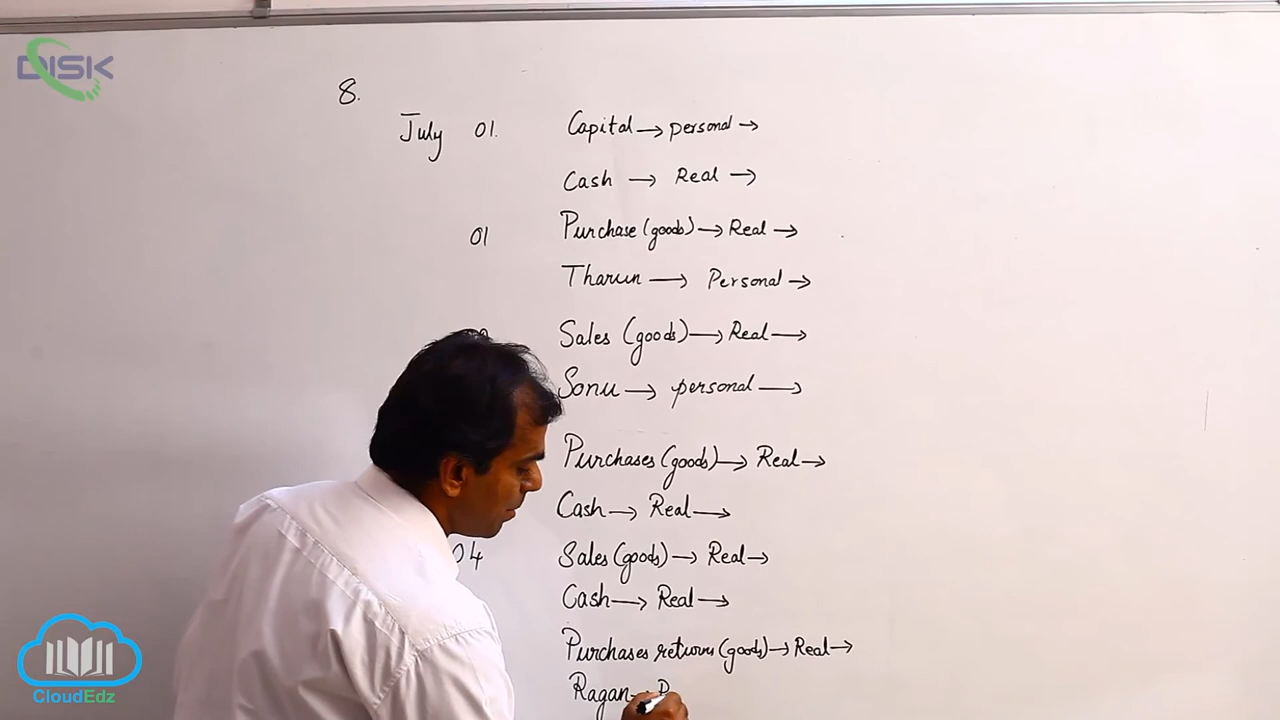 DISK
8.
July 01. Capital → personal →
Cash → Real →
01 Purchase (goods) → Real →
Tharun → Personal →
Sales (goods) → Real →
Sonu → personal →
Purchases (goods) → Real →
Cash → Real →
04 Sales (goods) → Real →
Cash → Real →
Purchases returns (goods) → Real →
Ragan → P
CloudEdz